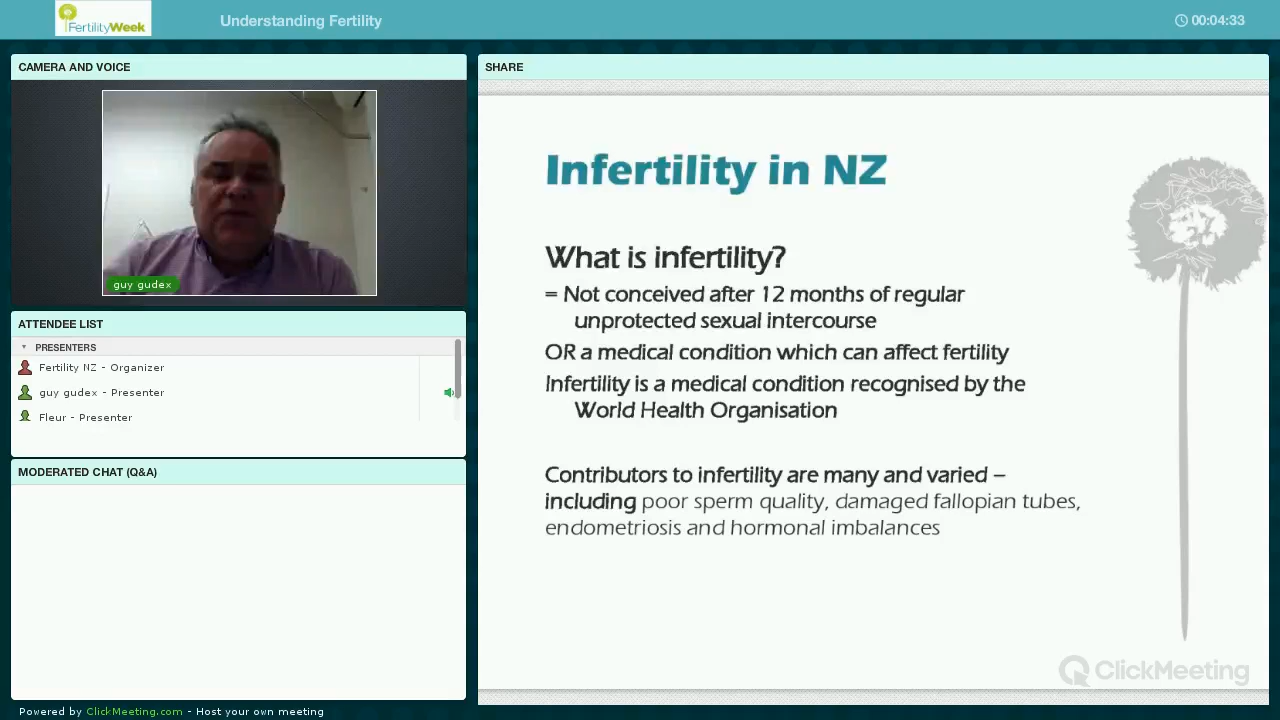 FertilityWeek
Understanding Fertility
00:04:33
CAMERA AND VOICE
guy gudex
ATTENDEE LIST
PRESENTERS
Fertility NZ - Organizer
guy gudex - Presenter
Fleur - Presenter
MODERATED CHAT (Q&A)
SHARE
Infertility in NZ
What is infertility?
= Not conceived after 12 months of regular
unprotected sexual intercourse
OR a medical condition which can affect fertility
Infertility is a medical condition recognised by the
World Health Organisation
Contributors to infertility are many and varied –
including poor sperm quality, damaged fallopian tubes,
endometriosis and hormonal imbalances
ClickMeeting
Powered by ClickMeeting.com - Host your own meeting